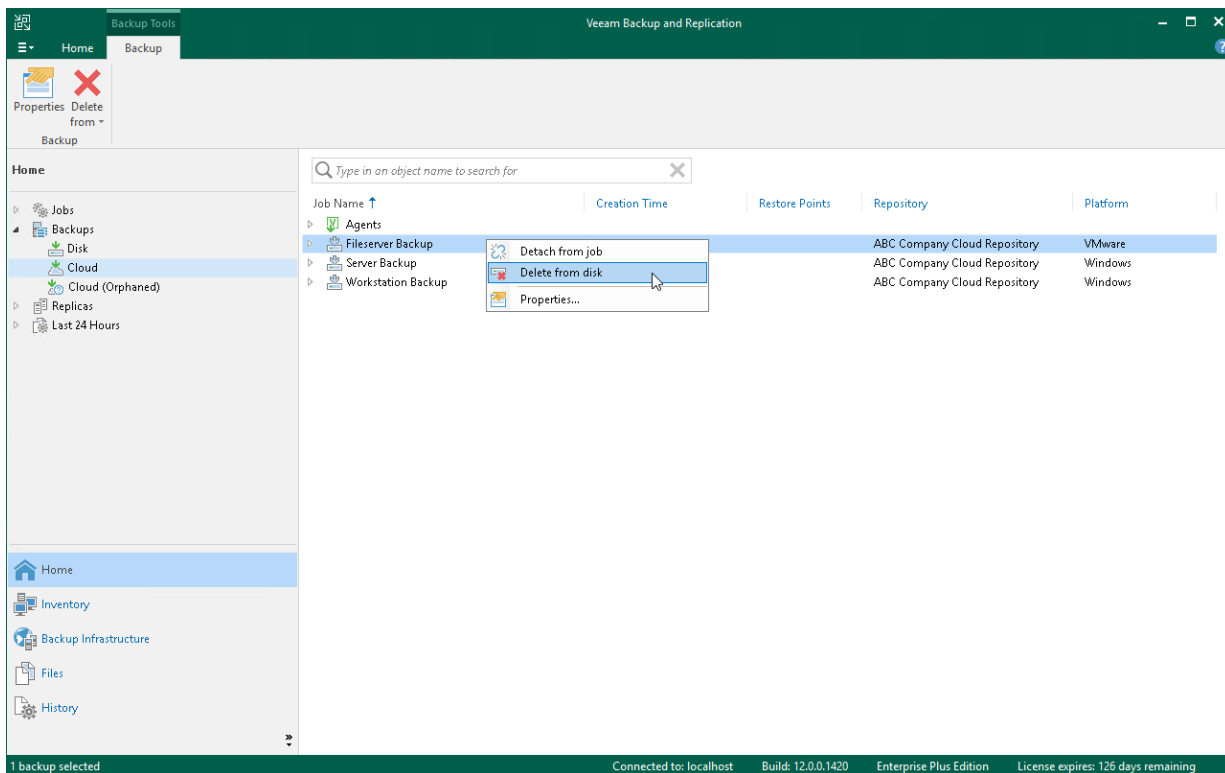 Backup Tools
Veeam Backup and Replication
Home Backup
Properties Delete
from
Backup
Home
Type in an object name to search for
Job Name Creation Time Restore Points Repository Platform
Jobs
Backups
Disk
Cloud
Cloud (Orphaned)
Replicas
Last 24 Hours
Agents
Fileserver Backup ABC Company Cloud Repository VMware
Server Backup ABC Company Cloud Repository Windows
Workstation Backup ABC Company Cloud Repository Windows
Detach from job
Delete from disk
Properties...
Home
Inventory
Backup Infrastructure
Files
History
1 backup selected Connected to: localhost Build: 12.0.0.1420 Enterprise Plus Edition License expires: 126 days remaining